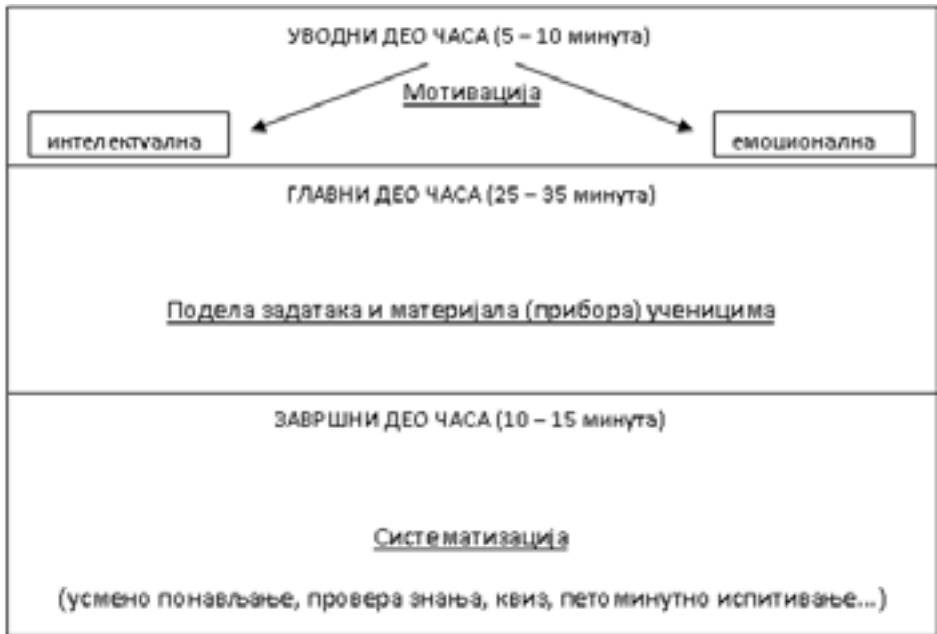 УВОДНИ ДЕО ЧАСА (5 – 10 минута)
Мотивација
интелектуална
емоционална
ГЛАВНИ ДЕО ЧАСА (25 – 35 минута)
Подела задатака и материјала (прибора) ученицима
ЗАВРШНИ ДЕО ЧАСА (10 – 15 минута)
Систематизација
(усмено понављање, провера знања, квиз, петоминутно испитивање...)